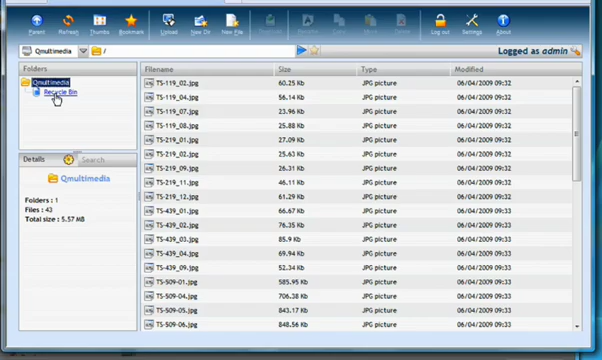 Parent Refresh Thumbs Bookmark Upload New Dir New File Download Rename Copy Move Delete Log out Settings About
Qmultimedia /
Logged as admin
Folders
Qmultimedia
Recycle Bin
Details Search
Qmultimedia
Folders : 1
Files : 43
Total size : 5.57 MB
Filename Size Type Modified
TS-119_02.jpg 60.25 Kb JPG picture 06/04/2009 09:32
TS-119_04.jpg 56.14 Kb JPG picture 06/04/2009 09:32
TS-119_07.jpg 23.96 Kb JPG picture 06/04/2009 09:32
TS-119_08.jpg 25.88 Kb JPG picture 06/04/2009 09:32
TS-219_01.jpg 27.09 Kb JPG picture 06/04/2009 09:32
TS-219_02.jpg 25.63 Kb JPG picture 06/04/2009 09:32
TS-219_09.jpg 26.31 Kb JPG picture 06/04/2009 09:32
TS-219_11.jpg 46.11 Kb JPG picture 06/04/2009 09:32
TS-219_12.jpg 61.29 Kb JPG picture 06/04/2009 09:32
TS-439_01.jpg 66.67 Kb JPG picture 06/04/2009 09:33
TS-439_02.jpg 76.35 Kb JPG picture 06/04/2009 09:33
TS-439_03.jpg 85.9 Kb JPG picture 06/04/2009 09:33
TS-439_04.jpg 69.94 Kb JPG picture 06/04/2009 09:33
TS-439_09.jpg 52.34 Kb JPG picture 06/04/2009 09:33
TS-509-01.jpg 585.95 Kb JPG picture 06/04/2009 09:33
TS-509-04.jpg 706.38 Kb JPG picture 06/04/2009 09:33
TS-509-05.jpg 843.17 Kb JPG picture 06/04/2009 09:33
TS-509-06.jpg 848.56 Kb JPG picture 06/04/2009 09:33